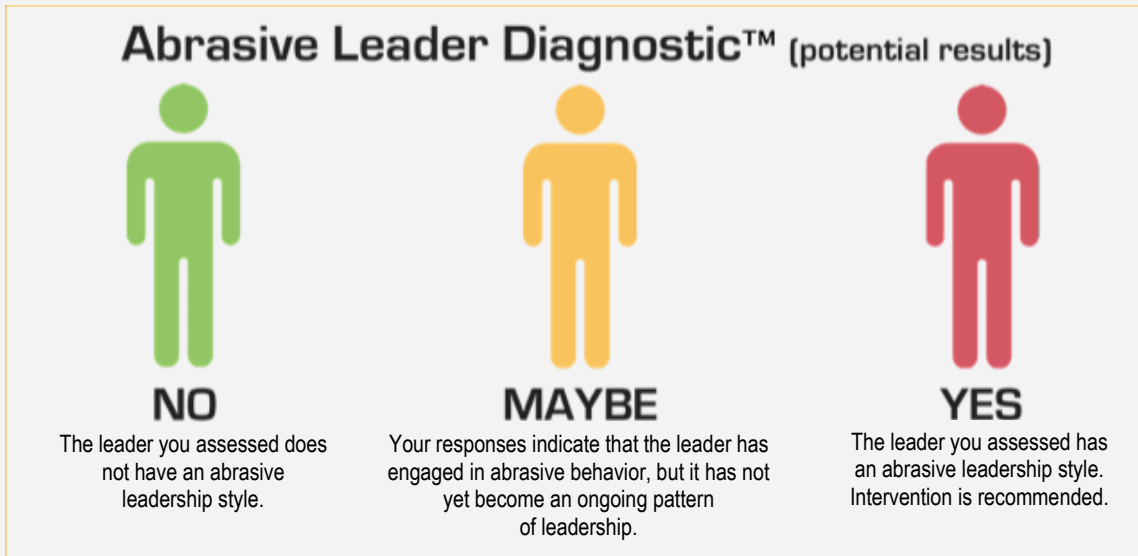 Abrasive Leader Diagnostic™ (potential results)
NO
The leader you assessed does
not have an abrasive
leadership style.
MAYBE
Your responses indicate that the leader has
engaged in abrasive behavior, but it has not
yet become an ongoing pattern
of leadership.
YES
The leader you assessed has
an abrasive leadership style.
Intervention is recommended.